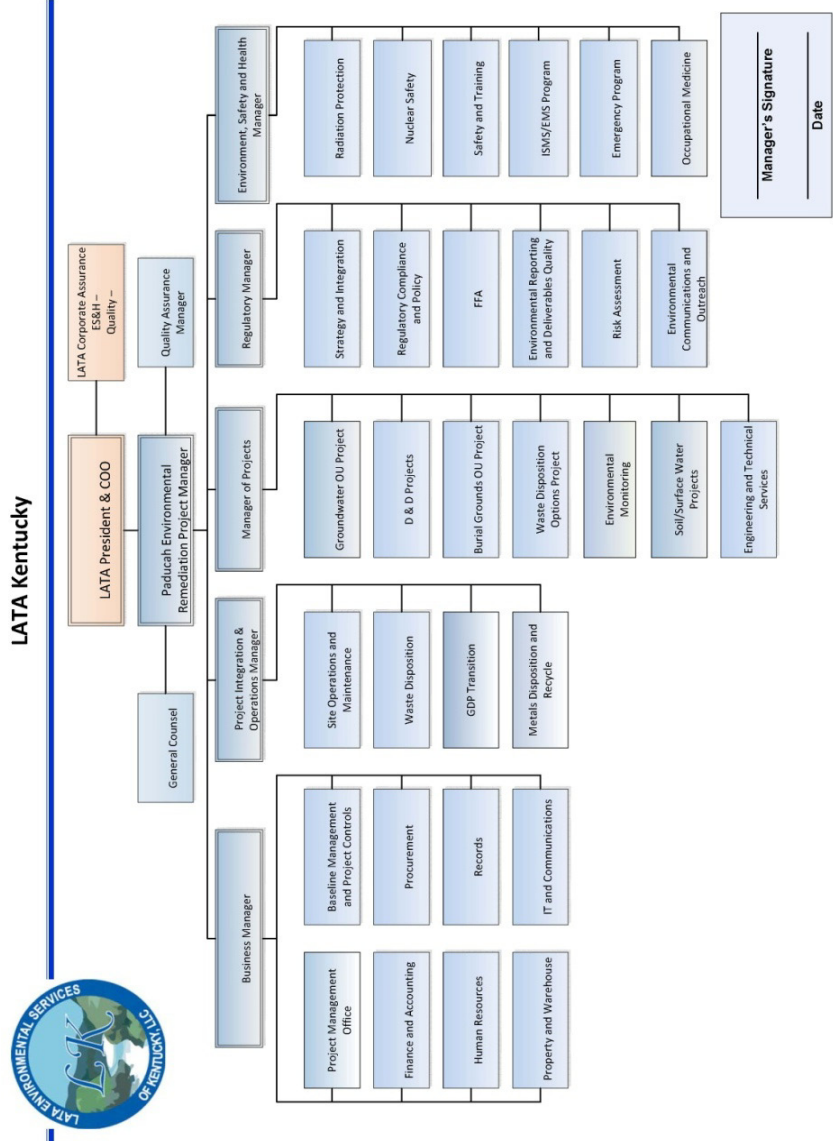 LATA Kentucky
LATA ENVIRONMENTAL SERVICES
OF KENTUCKY, LLC
LK
LATA President & COO
LATA Corporate Assurance
ES&H –
Quality –
General Counsel
Paducah Environmental
Remediation Project Manager
Quality Assurance
Manager
Business Manager
Project Integration &
Operations Manager
Manager of Projects
Regulatory Manager
Environment, Safety and Health
Manager
Project Management
Office
Finance and Accounting
Human Resources
Property and Warehouse
Baseline Management
and Project Controls
Procurement
Records
IT and Communications
Site Operations and
Maintenance
Waste Disposition
GDP Transition
Metals Disposition and
Recycle
Groundwater OU Project
D & D Projects
Burial Grounds OU Project
Waste Disposition
Options Project
Environmental
Monitoring
Soil/Surface Water
Projects
Engineering and Technical
Services
Strategy and Integration
Regulatory Compliance
and Policy
FFA
Environmental Reporting
and Deliverables Quality
Risk Assessment
Environmental
Communications and
Outreach
Radiation Protection
Nuclear Safety
Safety and Training
ISMS/EMS Program
Emergency Program
Occupational Medicine
Manager's Signature
Date